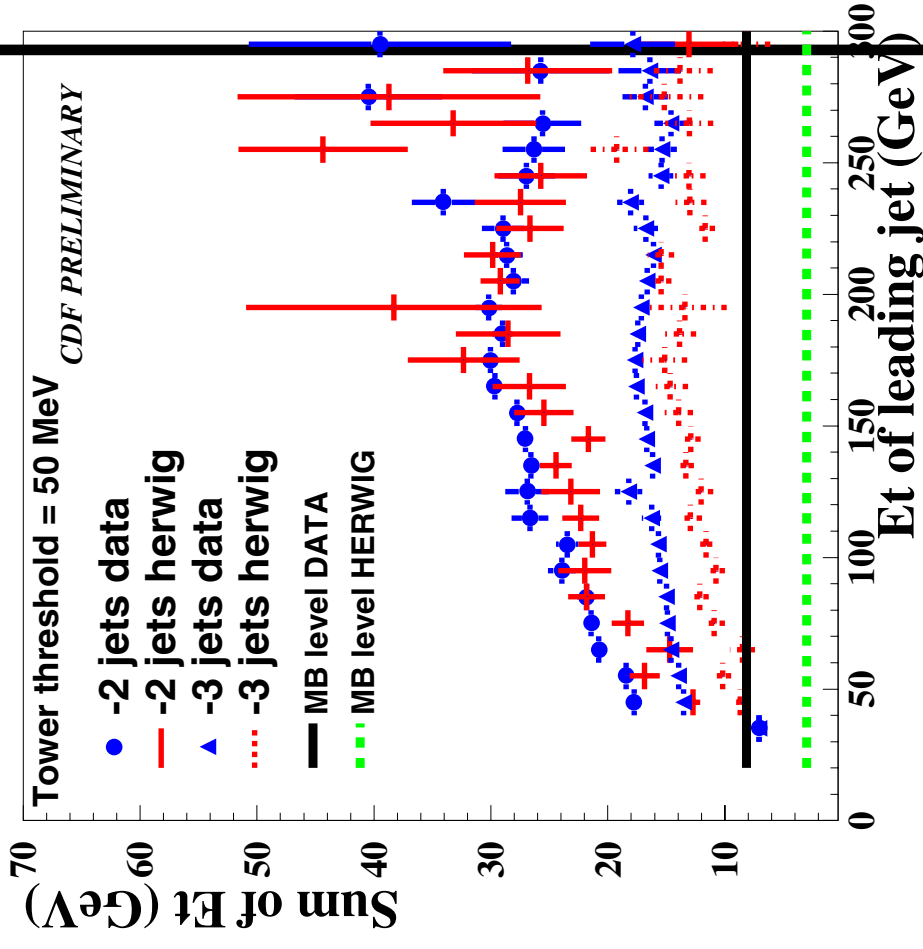 Tower threshold = 50 MeV
CDF PRELIMINARY
-2 jets data
-2 jets herwig
-3 jets data
-3 jets herwig
MB level DATA
MB level HERWIG
Sum of Et (GeV)
70
60
50
40
30
20
10
0
50
100
150
200
250
300
Et of leading jet (GeV)